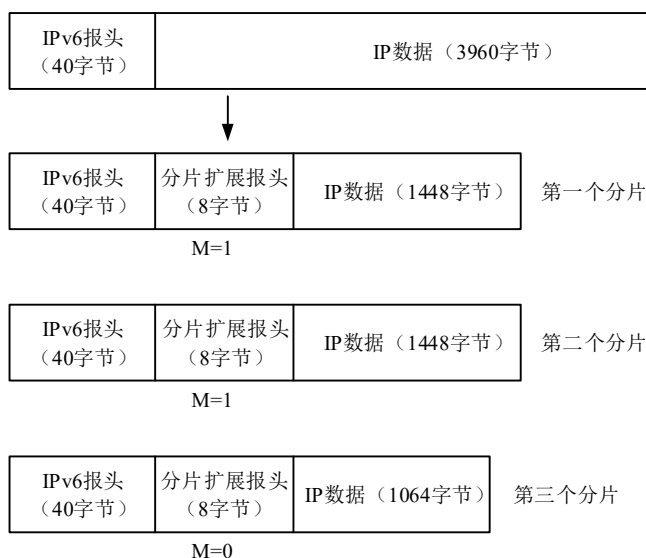 IPv6报头
（40字节）
IP数据（3960字节）
IPv6报头
（40字节）
分片扩展报头
（8字节）
IP数据（1448字节）
第一个分片
M=1
IPv6报头
（40字节）
分片扩展报头
（8字节）
IP数据（1448字节）
第二个分片
M=1
IPv6报头
（40字节）
分片扩展报头
（8字节）
IP数据（1064字节）
第三个分片
M=0